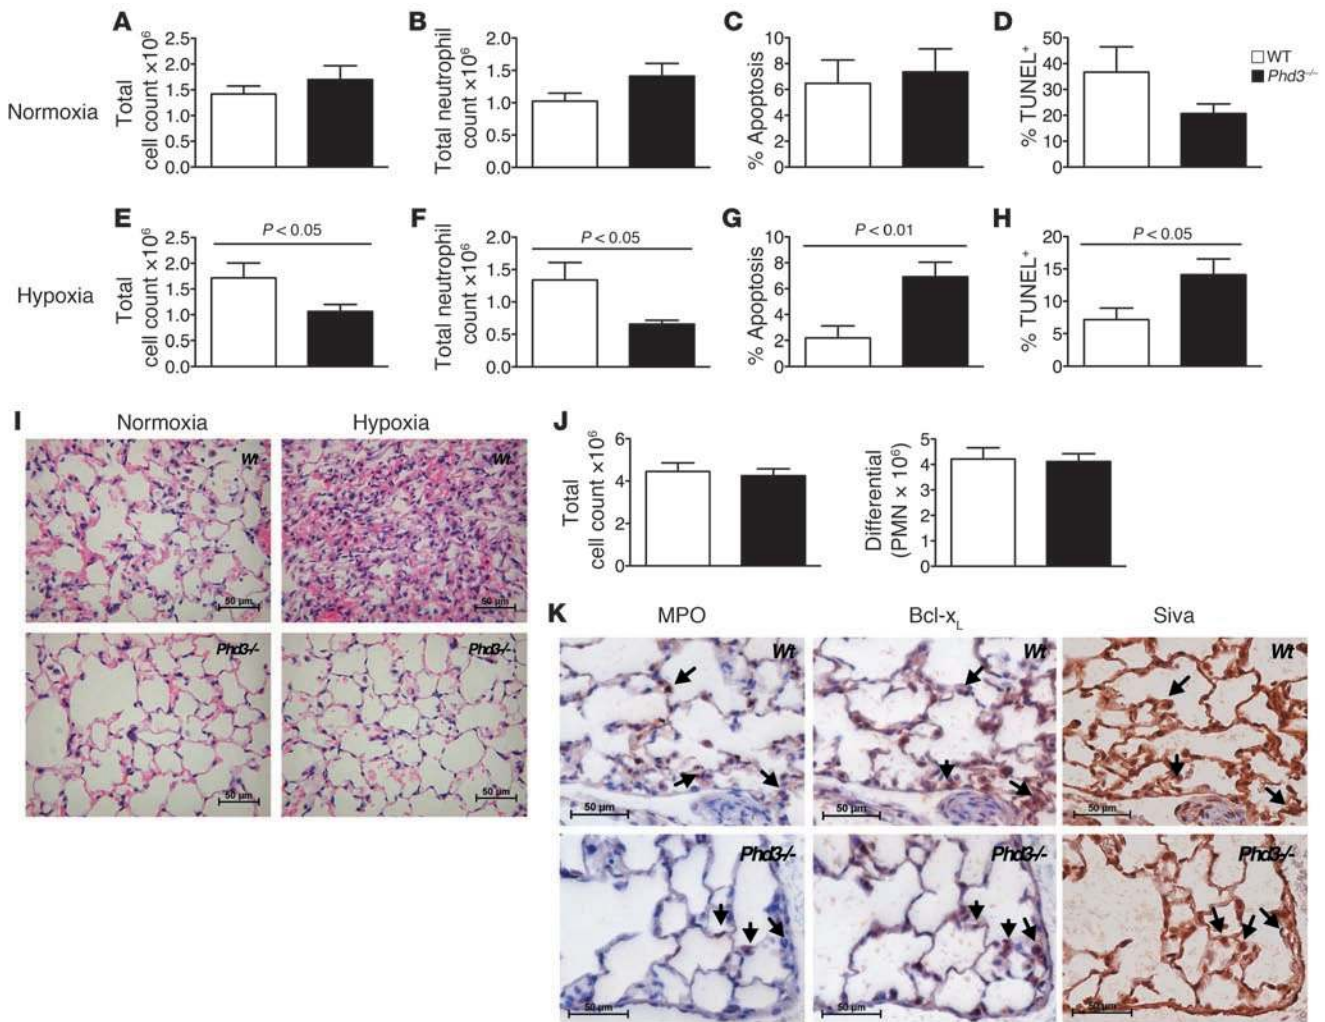 A
B
C
D
Normoxia
Total
cell count ×10⁶
2.5
2.0
1.5
1.0
0.5
0.0
Total neutrophil
count ×10⁶
2.0
1.5
1.0
0.5
0.0
% Apoptosis
10
8
6
4
2
0
% TUNEL⁺
50
40
30
20
10
0
WT
Phd3⁻/⁻
E
F
G
H
Hypoxia
Total
cell count ×10⁶
2.5
2.0
1.5
1.0
0.5
0.0
P < 0.05
Total neutrophil
count ×10⁶
2.0
1.5
1.0
0.5
0.0
P < 0.05
% Apoptosis
10
8
6
4
2
0
P < 0.01
% TUNEL⁺
20
15
10
5
0
P < 0.05
I
Normoxia
Hypoxia
Wt
50 µm
Wt
50 µm
Phd3-/-
50 µm
Phd3-/-
50 µm
J
Total
cell count ×10⁶
6
4
2
0
Differential
(PMN × 10⁶)
5
4
3
2
1
0
K
MPO
Bcl-xL
Siva
Wt
50 µm
Wt
50 µm
Wt
50 µm
Phd3-/-
50 µm
Phd3-/-
50 µm
Phd3-/-
50 µm